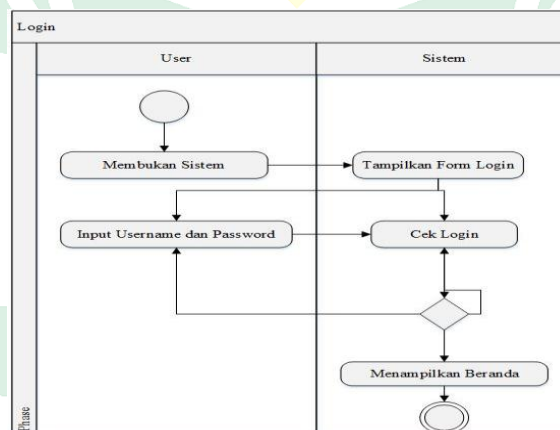 Login
User
Sistem
Membukan Sistem
Tampilkan Form Login
Input Username dan Password
Cek Login
Menampilkan Beranda
Phase